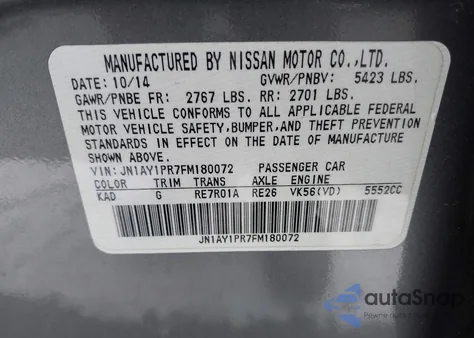 MANUFACTURED BY NISSAN MOTOR CO.,LTD.
DATE: 10/14 GVWR/PNBV: 5423 LBS.
GAWR/PNBE FR: 2767 LBS. RR: 2701 LBS.
THIS VEHICLE CONFORMS TO ALL APPLICABLE FEDERAL
MOTOR VEHICLE SAFETY,BUMPER,AND THEFT PREVENTION
STANDARDS IN EFFECT ON THE DATE OF MANUFACTURE
SHOWN ABOVE.
VIN: JN1AY1PR7FM180072 PASSENGER CAR
COLOR TRIM TRANS AXLE ENGINE
KAD G RE7R01A RE26 VK56(VD) 5552CC
JN1AY1PR7FM180072
autaSnap